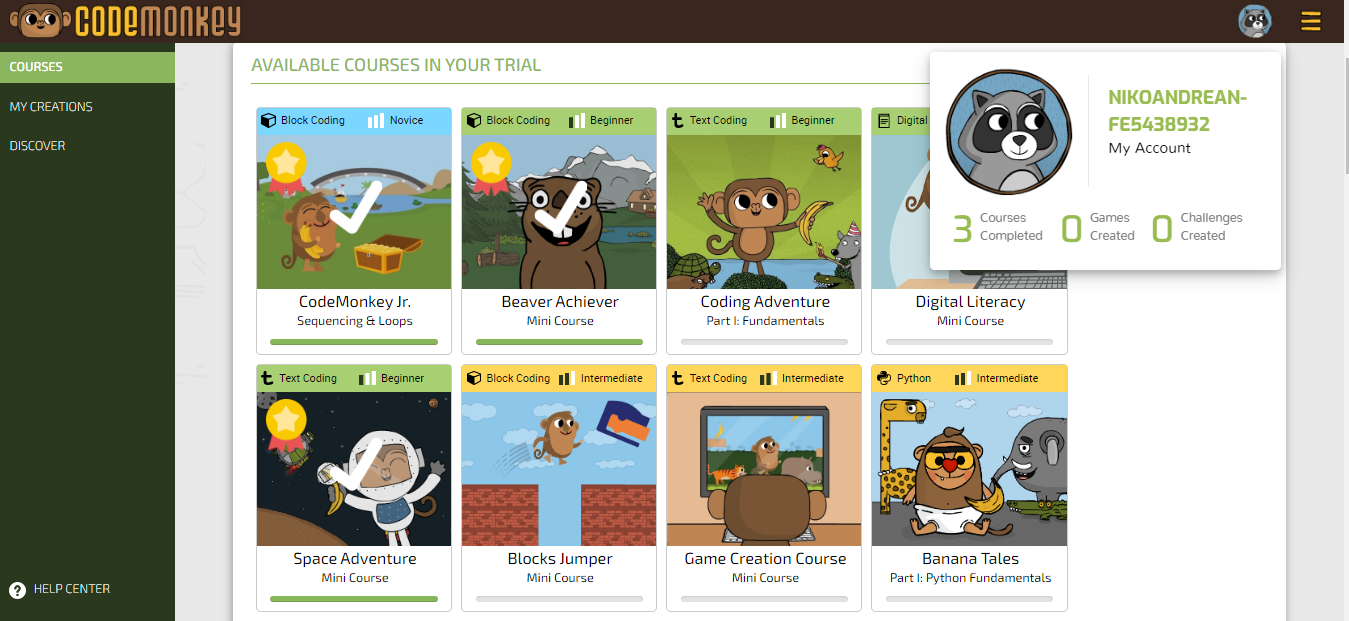 CODEMONKEY
COURSES
MY CREATIONS
DISCOVER
HELP CENTER
AVAILABLE COURSES IN YOUR TRIAL
NIKOANDREAN-
FE5438932
My Account
3 Courses
Completed
0 Games
Created
0 Challenges
Created
Block Coding Novice
CodeMonkey Jr.
Sequencing & Loops
Block Coding Beginner
Beaver Achiever
Mini Course
Text Coding Beginner
Coding Adventure
Part I: Fundamentals
Digital
Digital Literacy
Mini Course
Text Coding Beginner
Space Adventure
Mini Course
Block Coding Intermediate
Blocks Jumper
Mini Course
Text Coding Intermediate
Game Creation Course
Mini Course
Python Intermediate
Banana Tales
Part I: Python Fundamentals